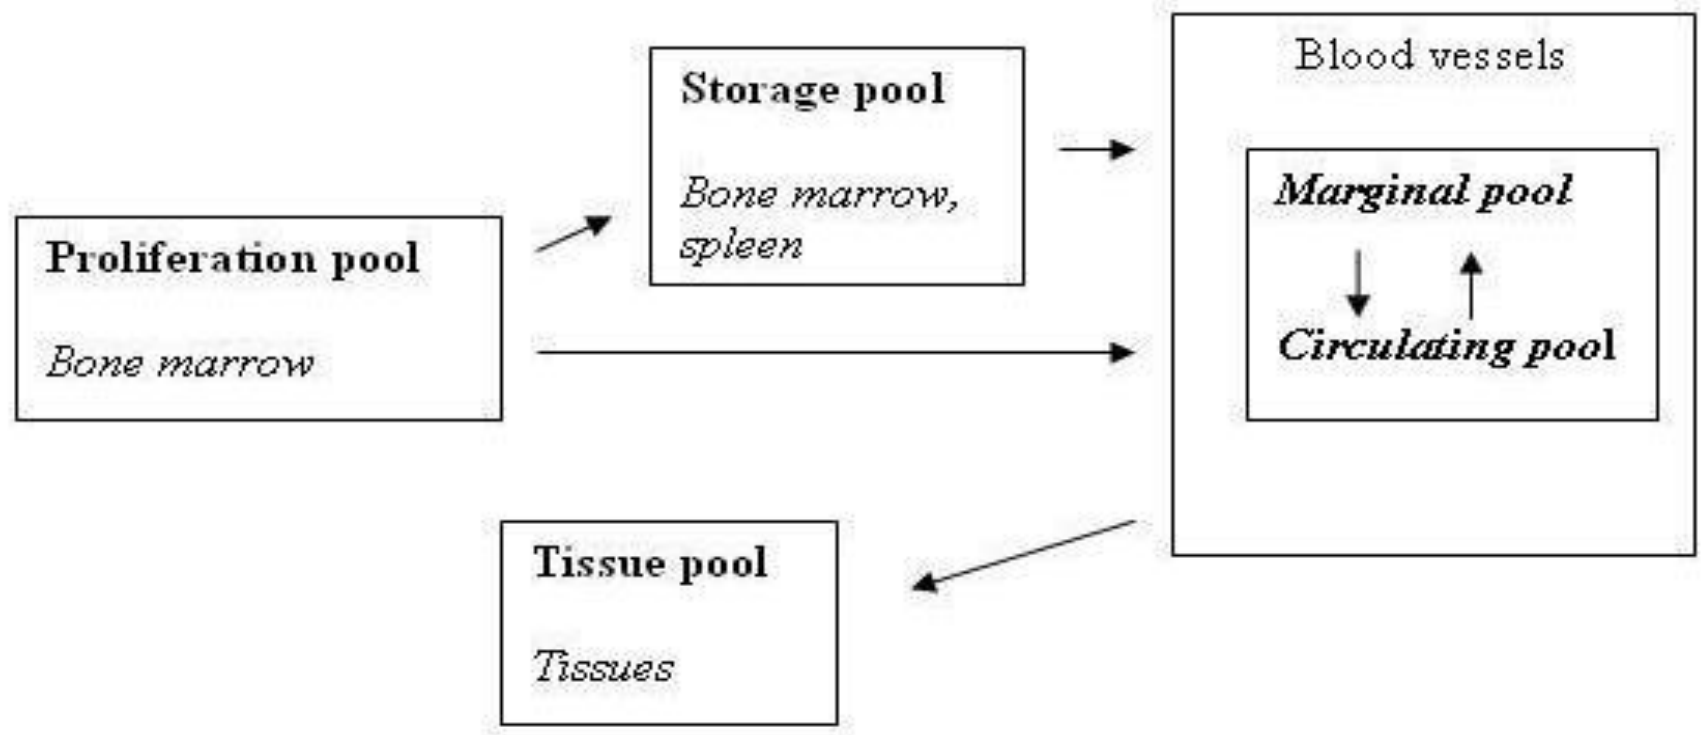 Blood vessels
Storage pool
Bone marrow,
spleen
Marginal pool
Circulating pool
Proliferation pool
Bone marrow
Tissue pool
Tissues